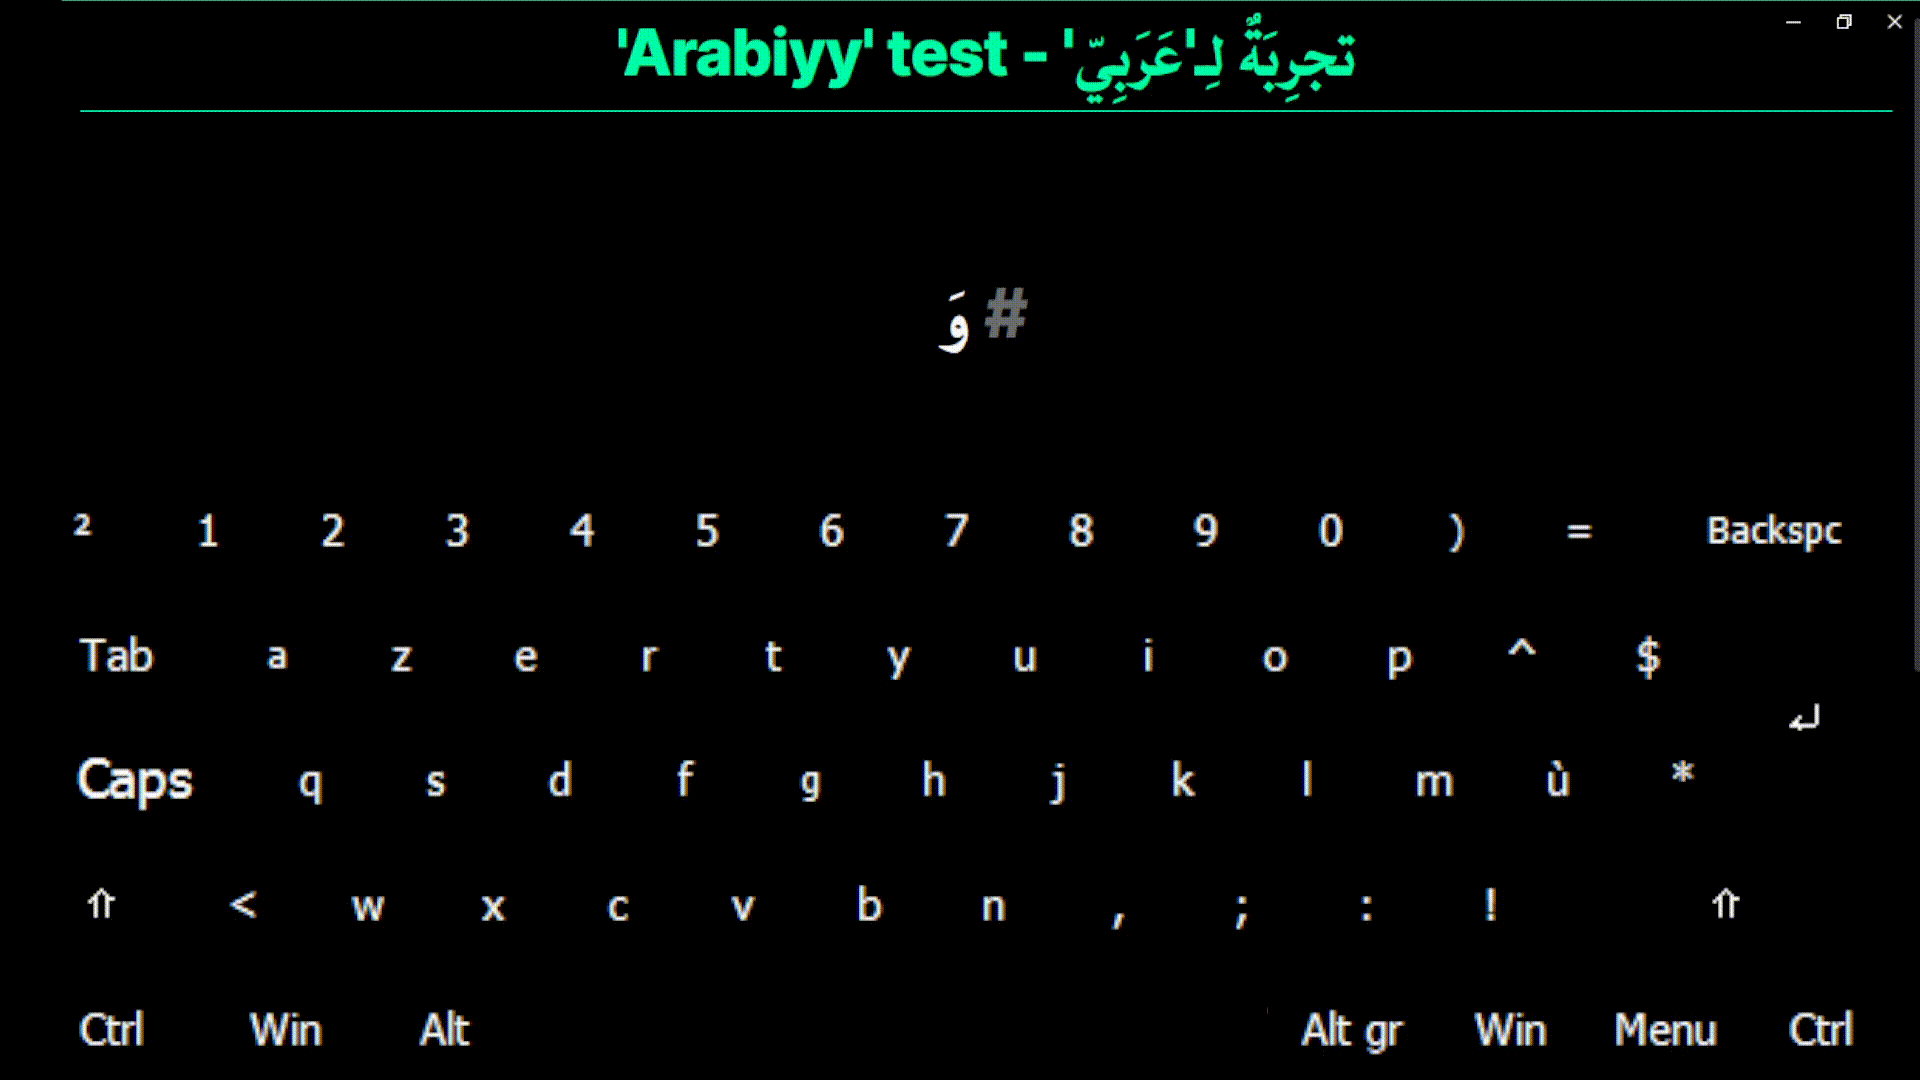 'Arabiyy' test - 'تجرِبَةٌ لِـ'عَرَبِيّ
# وَ
² 1 2 3 4 5 6 7 8 9 0 ) = Backspc
Tab a z e r t y u i o p ^ $
↵
Caps q s d f g h j k l m ù *
⇑ < w x c v b n , ; : ! ⇑
Ctrl Win Alt Alt gr Win Menu Ctrl